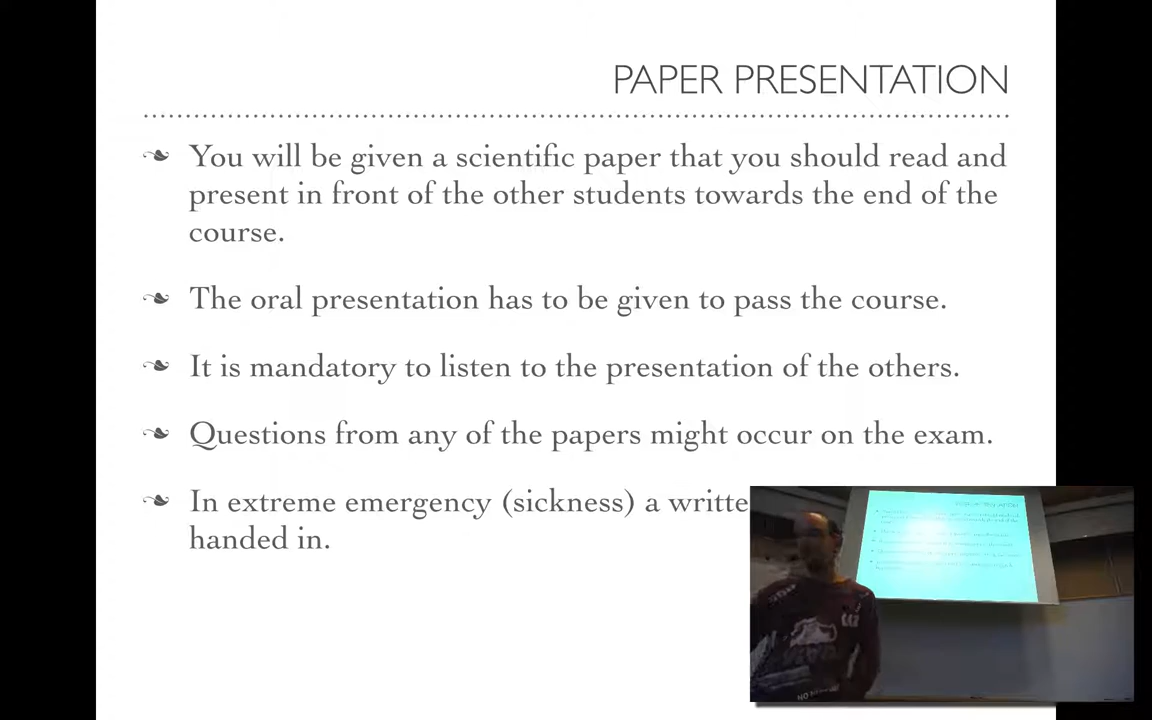 PAPER PRESENTATION
You will be given a scientific paper that you should read and
present in front of the other students towards the end of the
course.
The oral presentation has to be given to pass the course.
It is mandatory to listen to the presentation of the others.
Questions from any of the papers might occur on the exam.
In extreme emergency (sickness) a
handed in.